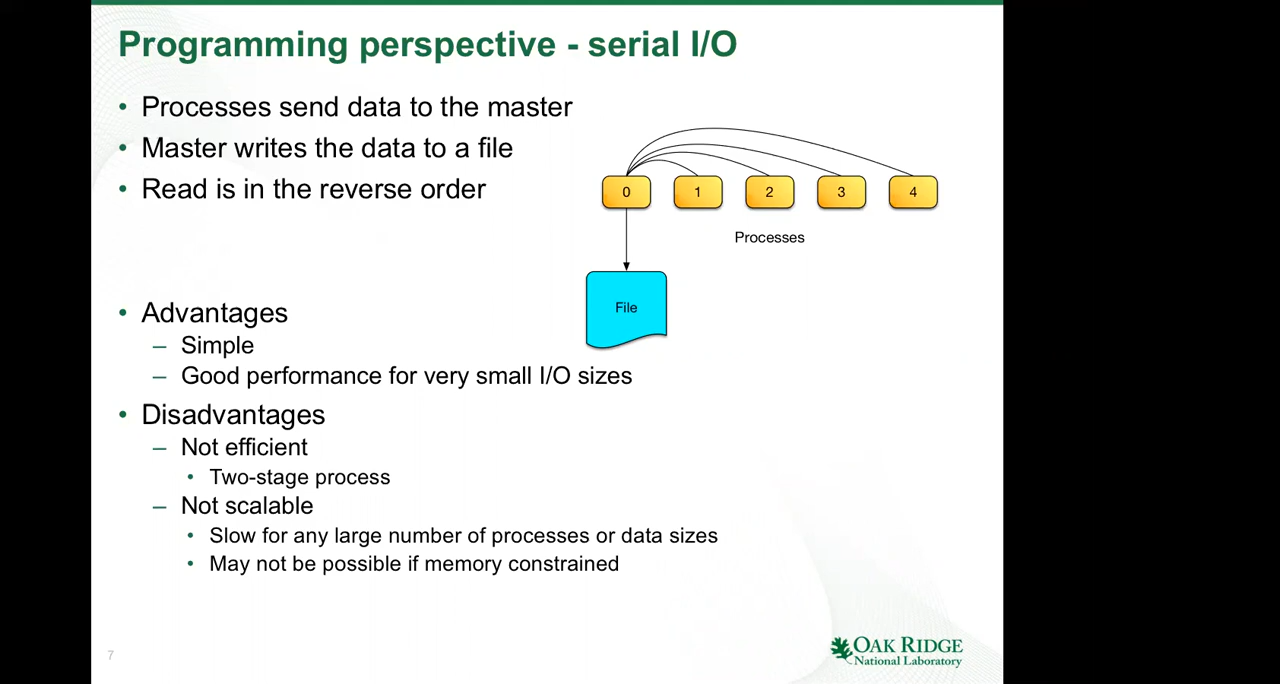 Programming perspective - serial I/O
• Processes send data to the master
• Master writes the data to a file
• Read is in the reverse order
0 1 2 3 4
Processes
File
• Advantages
– Simple
– Good performance for very small I/O sizes
• Disadvantages
– Not efficient
• Two-stage process
– Not scalable
• Slow for any large number of processes or data sizes
• May not be possible if memory constrained
7
OAK RIDGE
National Laboratory